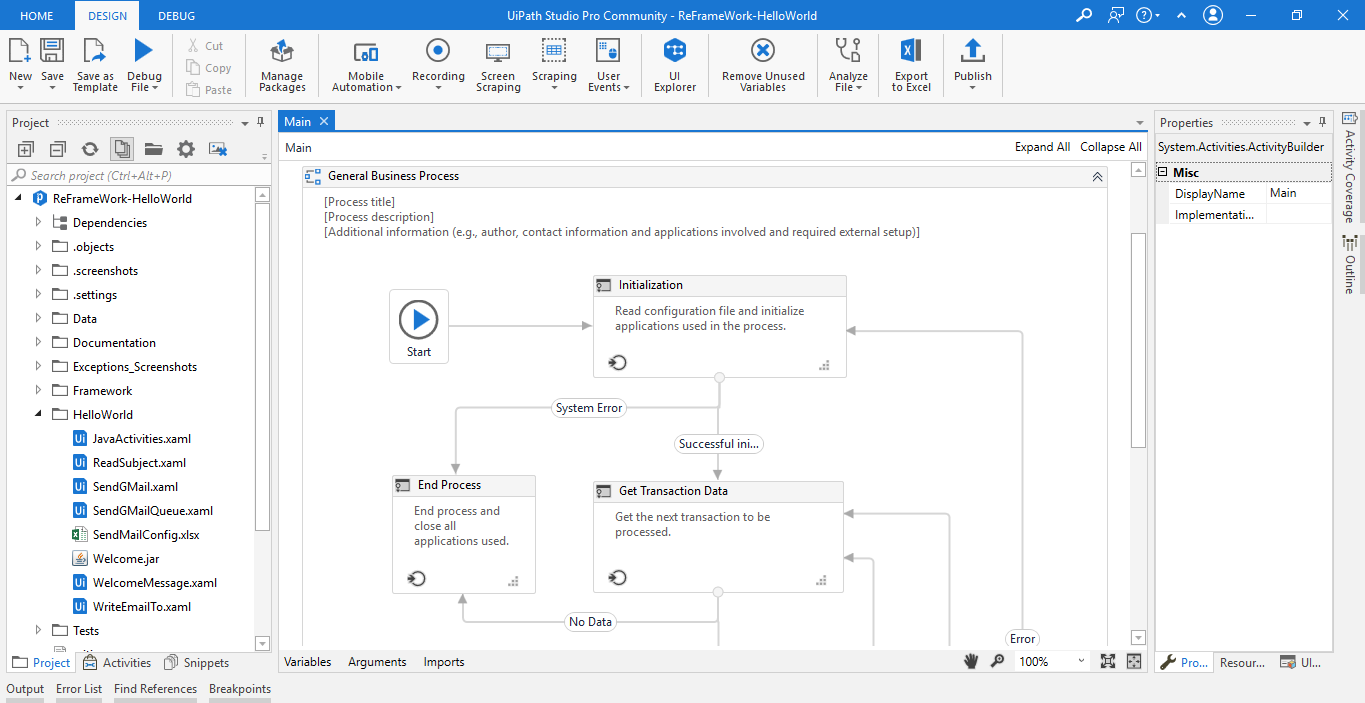 HOME DESIGN DEBUG UiPath Studio Pro Community - ReFrameWork-HelloWorld
New Save Save as Template Debug File Cut Copy Paste Manage Packages Mobile Automation Recording Screen Scraping Scraping User Events UI Explorer Remove Unused Variables Analyze File Export to Excel Publish
Project
Search project (Ctrl+Alt+P)
ReFrameWork-HelloWorld
Dependencies
.objects
.screenshots
.settings
Data
Documentation
Exceptions_Screenshots
Framework
HelloWorld
JavaActivities.xaml
ReadSubject.xaml
SendGMail.xaml
SendGMailQueue.xaml
SendMailConfig.xlsx
Welcome.jar
WelcomeMessage.xaml
WriteEmailTo.xaml
Tests
Project Activities Snippets
Main
Main Expand All Collapse All
General Business Process
[Process title]
[Process description]
[Additional information (e.g., author, contact information and applications involved and required external setup)]
Start
Initialization
Read configuration file and initialize
applications used in the process.
System Error
Successful ini...
End Process
End process and
close all
applications used.
Get Transaction Data
Get the next transaction to be
processed.
No Data
Error
Variables Arguments Imports 100%
Properties
System.Activities.ActivityBuilder
Misc
DisplayName Main
Implementati...
Pro... Resour... UI...
Activity Coverage
Outline
Output Error List Find References Breakpoints